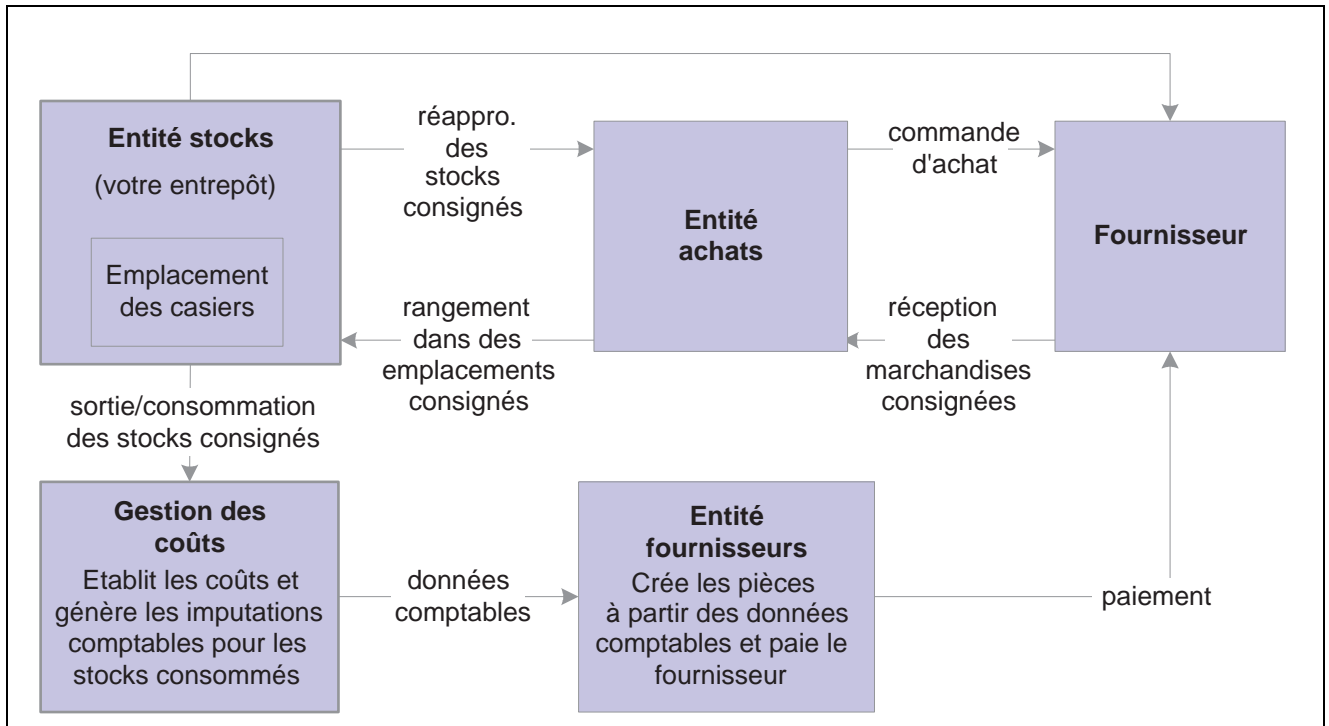 Entité stocks
(votre entrepôt)
Emplacement
des casiers
réappro.
des
stocks
consignés
Entité
achats
commande
d'achat
Fournisseur
rangement
dans des
emplacements
consignés
réception
des
marchandises
consignées
sortie/consommation
des stocks consignés
Gestion des
coûts
Etablit les coûts et
génère les imputations
comptables pour les
stocks consommés
données
comptables
Entité
fournisseurs
Crée les pièces
à partir des données
comptables et paie le
fournisseur
paiement